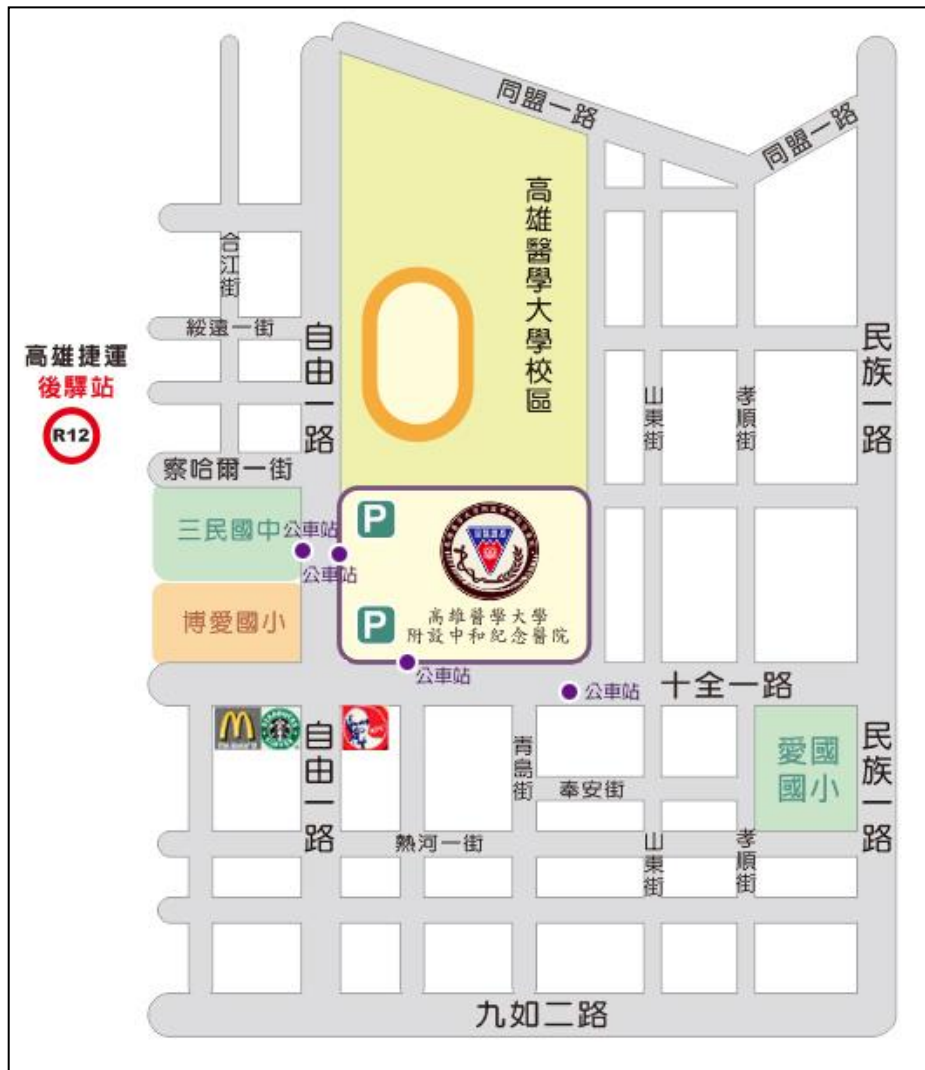 同盟一路
同盟一路
高雄醫學大學校區
合江街
綏遠一街
自由一路
民族一路
高雄捷運
後驛站
R12
山東街
孝順街
察哈爾一街
三民國中
公車站
公車站
P
博愛國小
P
高雄醫學大學
附設中和紀念醫院
公車站
公車站
十全一路
自由一路
KFC
青島街
愛國
國小
民族一路
奉安街
熱河一街
山東街
孝順街
九如二路